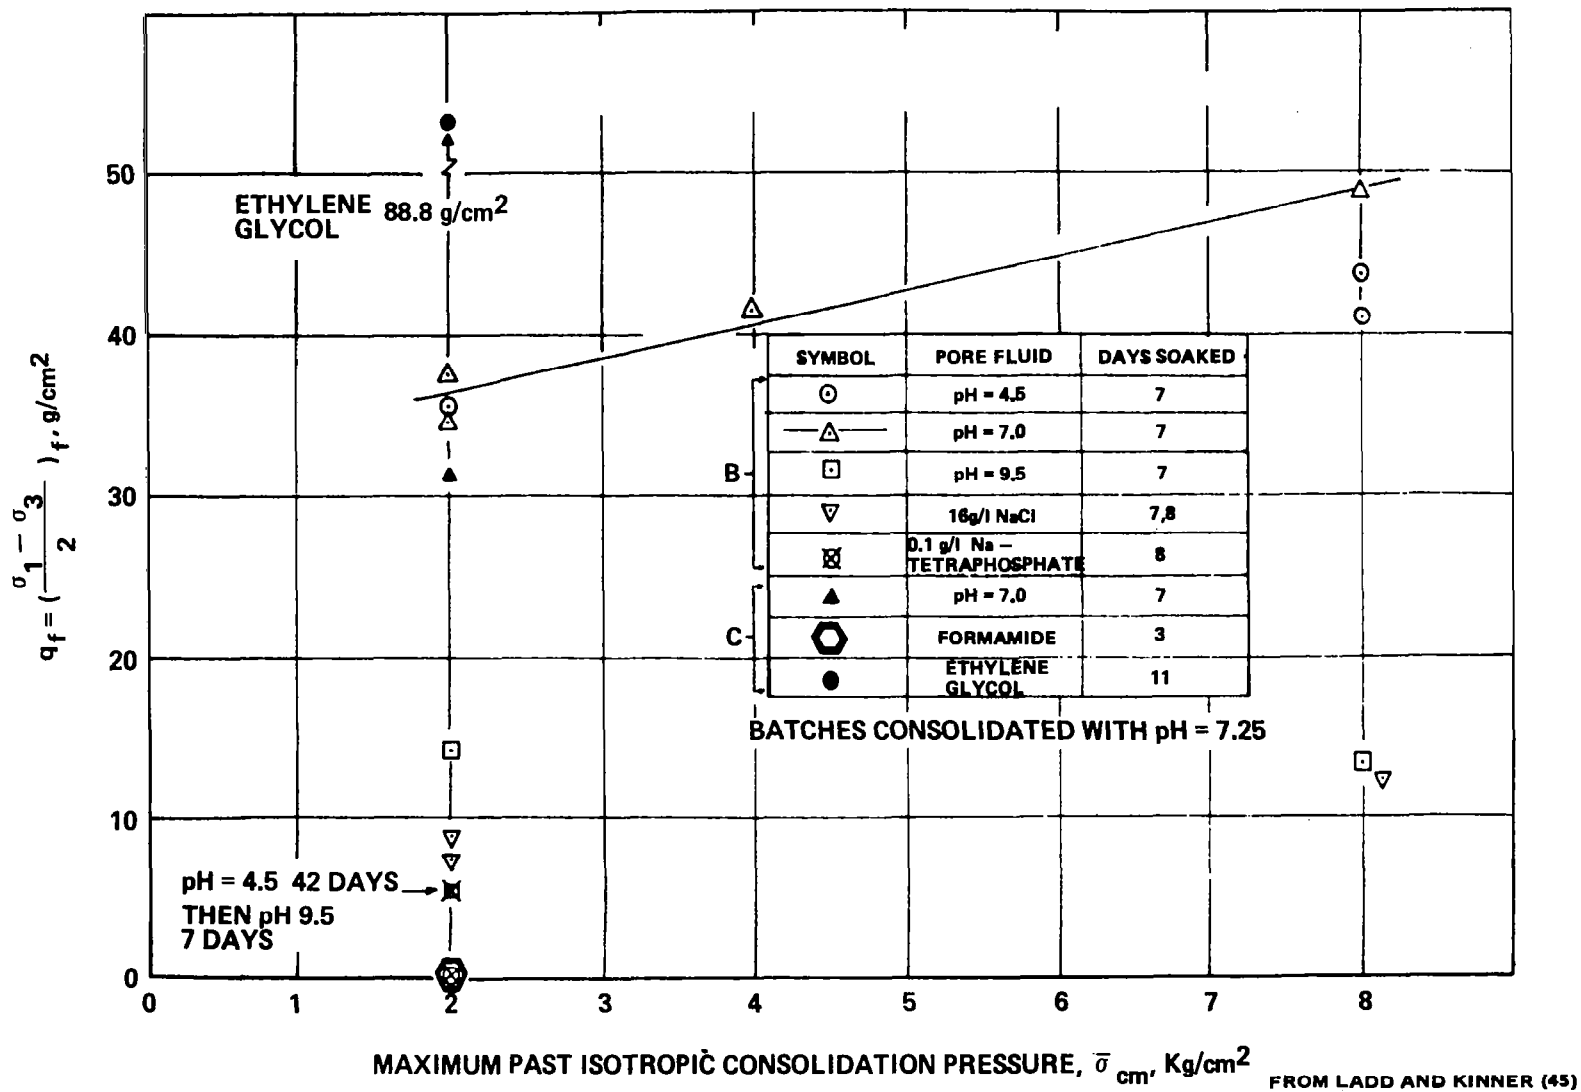 50
40
30
20
10
0
0 1 2 3 4 5 6 7 8
q_f = (σ1 − σ3 / 2)_f, g/cm2
ETHYLENE GLYCOL 88.8 g/cm2
SYMBOL PORE FLUID DAYS SOAKED
pH = 4.5 7
pH = 7.0 7
B
pH = 9.5 7
16g/l NaCl 7,8
0.1 g/l Na – TETRAPHOSPHATE 8
pH = 7.0 7
C
FORMAMIDE 3
ETHYLENE GLYCOL 11
BATCHES CONSOLIDATED WITH pH = 7.25
pH = 4.5 42 DAYS
THEN pH 9.5
7 DAYS
MAXIMUM PAST ISOTROPIC CONSOLIDATION PRESSURE, σ̄cm, Kg/cm2
FROM LADD AND KINNER (45)